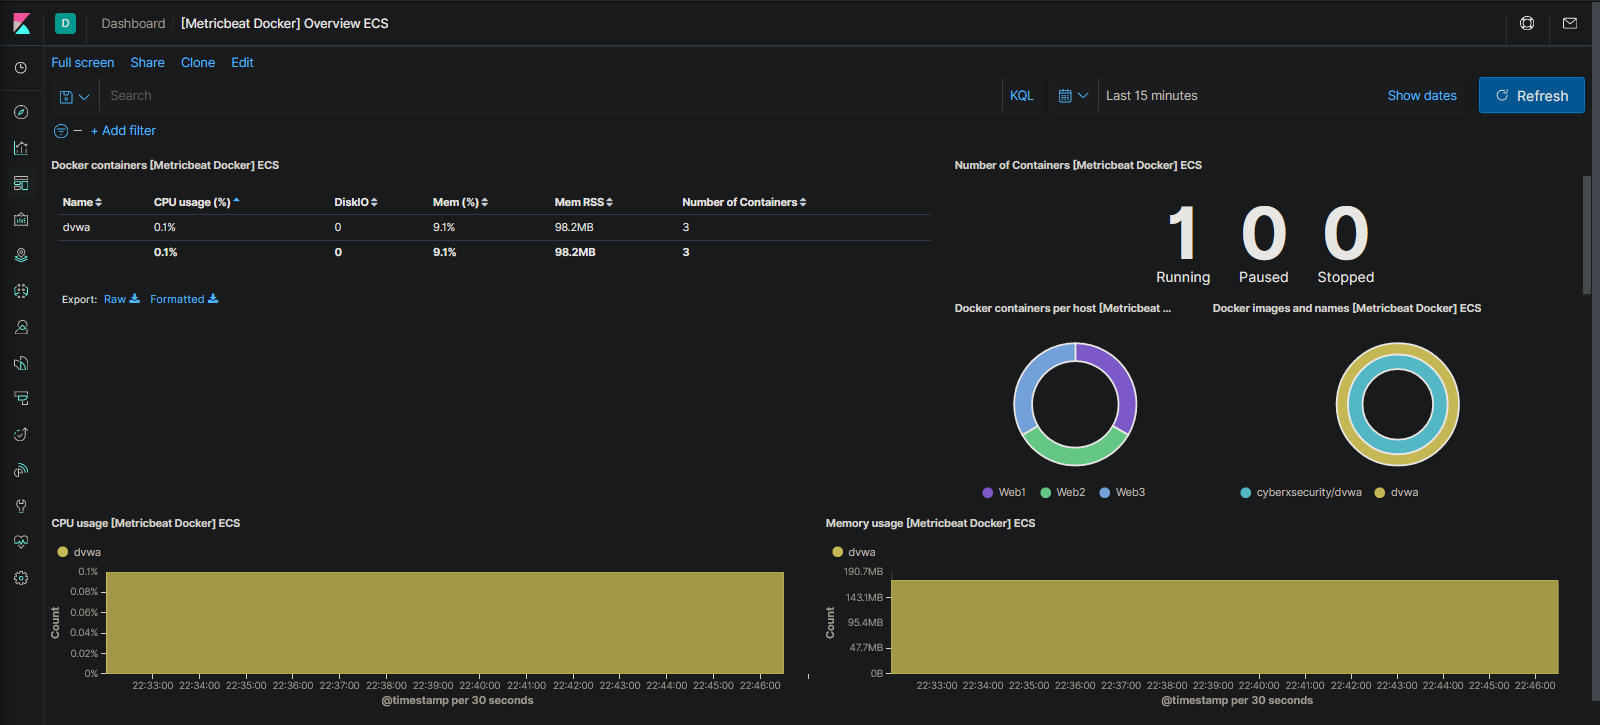 D Dashboard / [Metricbeat Docker] Overview ECS
Full screen Share Clone Edit
Search KQL Last 15 minutes Show dates Refresh
+ Add filter
Docker containers [Metricbeat Docker] ECS
Name CPU usage (%) DiskIO Mem (%) Mem RSS Number of Containers
dvwa 0.1% 0 9.1% 98.2MB 3
0.1% 0 9.1% 98.2MB 3
Export: Raw Formatted
Number of Containers [Metricbeat Docker] ECS
1 0 0
Running Paused Stopped
Docker containers per host [Metricbeat ...
Web1 Web2 Web3
Docker images and names [Metricbeat Docker] ECS
cyberxsecurity/dvwa dvwa
CPU usage [Metricbeat Docker] ECS
dvwa
0.1%
0.08%
0.06%
0.04%
0.02%
0%
Count
22:33:00 22:34:00 22:35:00 22:36:00 22:37:00 22:38:00 22:39:00 22:40:00 22:41:00 22:42:00 22:43:00 22:44:00 22:45:00 22:46:00
@timestamp per 30 seconds
Memory usage [Metricbeat Docker] ECS
dvwa
190.7MB
143.1MB
95.4MB
47.7MB
0B
Count
22:33:00 22:34:00 22:35:00 22:36:00 22:37:00 22:38:00 22:39:00 22:40:00 22:41:00 22:42:00 22:43:00 22:44:00 22:45:00 22:46:00
@timestamp per 30 seconds